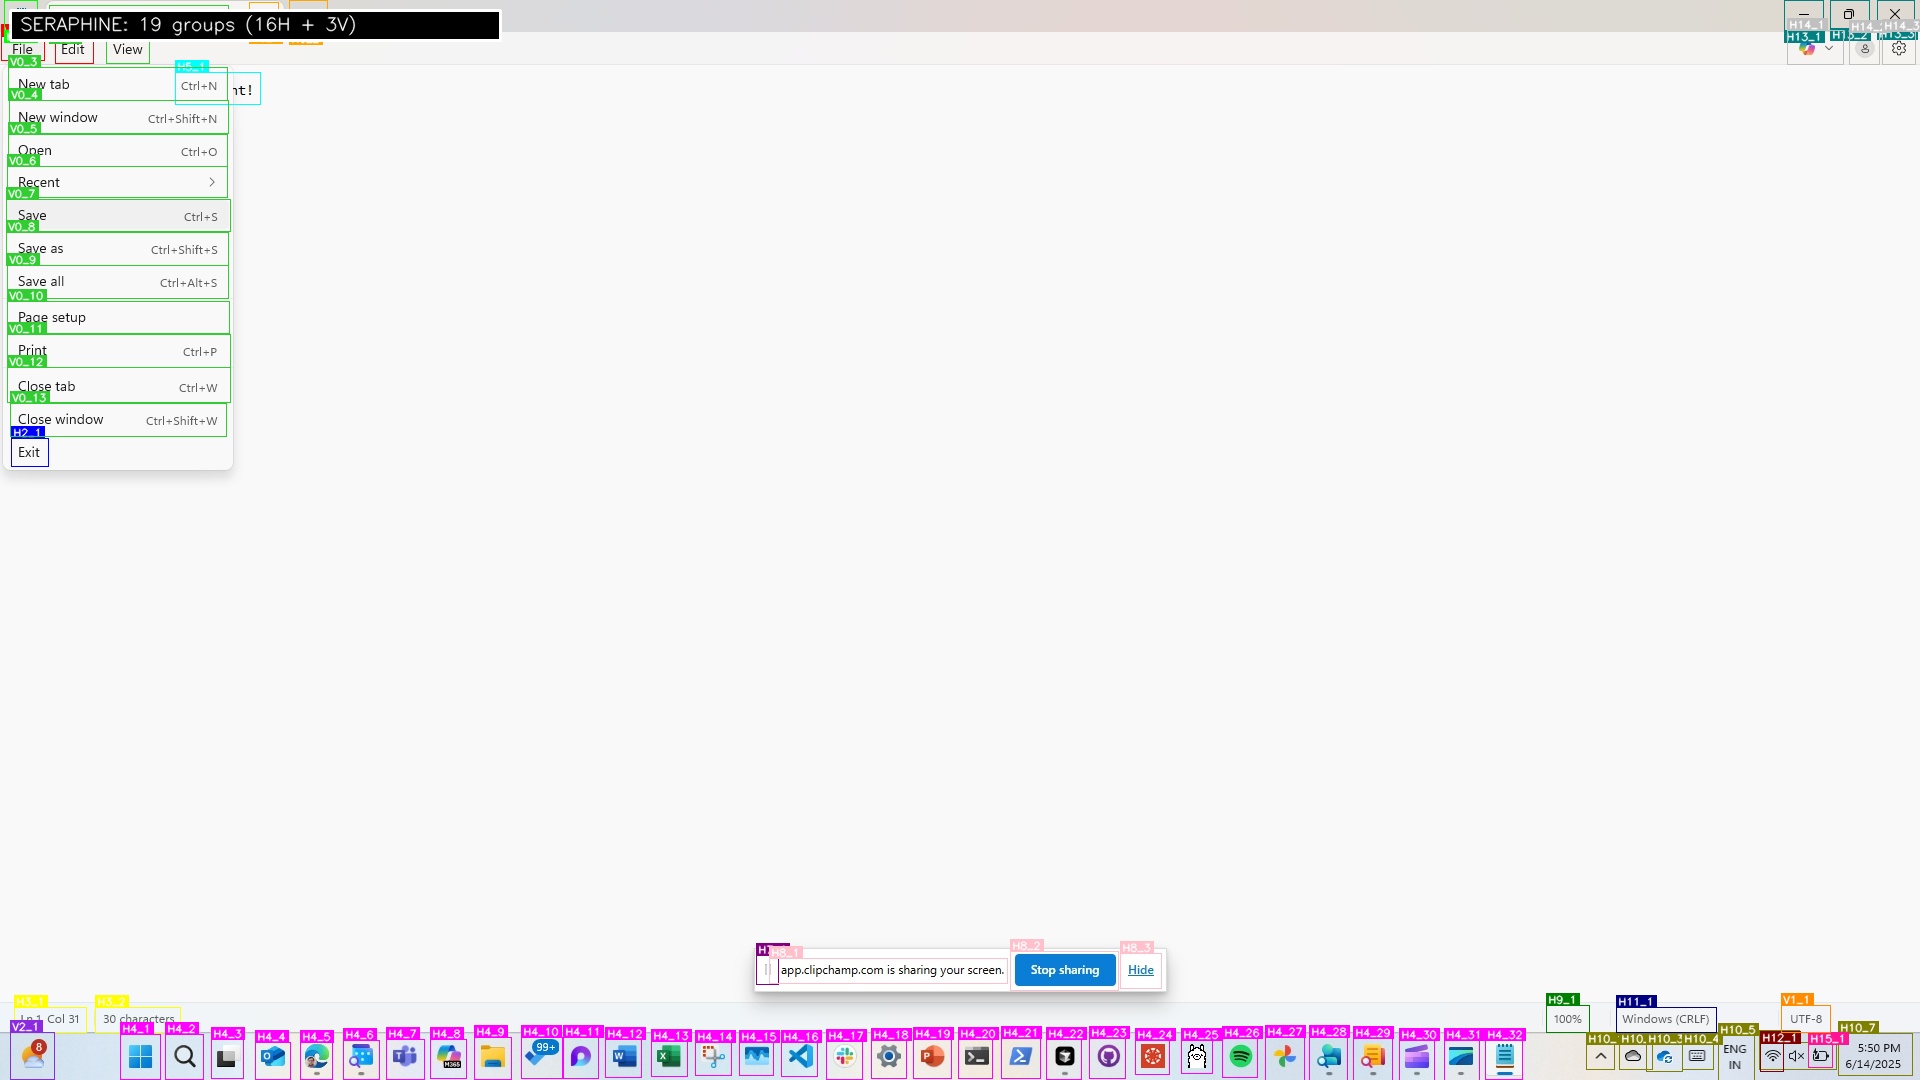 SERAPHINE: 19 groups (16H + 3V)
H14_1
H13_1
H13_2
File
Edit
View
V0_3
H5_1
New tab Ctrl+N
nt!
V0_4
New window Ctrl+Shift+N
V0_5
Open Ctrl+O
V0_6
Recent
V0_7
Save Ctrl+S
V0_8
Save as Ctrl+Shift+S
V0_9
Save all Ctrl+Alt+S
V0_10
Page setup
V0_11
Print Ctrl+P
V0_12
Close tab Ctrl+W
V0_13
Close window Ctrl+Shift+W
H2_1
Exit
H8_1
H8_2
H8_3
app.clipchamp.com is sharing your screen.
Stop sharing
Hide
H3_1
H3_2
H9_1
H11_1
V1_1
Ln 1, Col 31
30 characters
100%
Windows (CRLF)
UTF-8
V2_1
H4_1
H4_2
H4_3
H4_4
H4_5
H4_6
H4_7
H4_8
H4_9
H4_10
H4_11
H4_12
H4_13
H4_14
H4_15
H4_16
H4_17
H4_18
H4_19
H4_20
H4_21
H4_22
H4_23
H4_24
H4_25
H4_26
H4_27
H4_28
H4_29
H4_30
H4_31
H4_32
H10_5
H12_1
H15_1
H10_7
8
M365
99+
ENG
IN
5:50 PM
6/14/2025